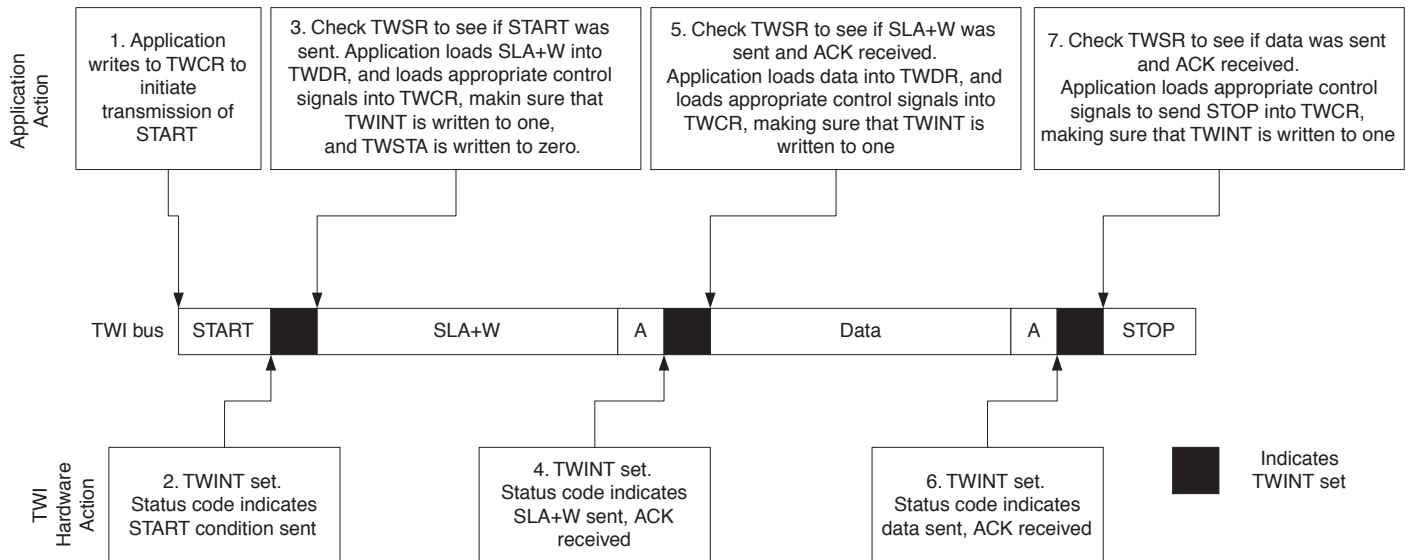 Application
Action
1. Application
writes to TWCR to
initiate
transmission of
START
3. Check TWSR to see if START was
sent. Application loads SLA+W into
TWDR, and loads appropriate control
signals into TWCR, makin sure that
TWINT is written to one,
and TWSTA is written to zero.
5. Check TWSR to see if SLA+W was
sent and ACK received.
Application loads data into TWDR, and
loads appropriate control signals into
TWCR, making sure that TWINT is
written to one
7. Check TWSR to see if data was sent
and ACK received.
Application loads appropriate control
signals to send STOP into TWCR,
making sure that TWINT is written to one
TWI bus
START
SLA+W
A
Data
A
STOP
TWI
Hardware
Action
2. TWINT set.
Status code indicates
START condition sent
4. TWINT set.
Status code indicates
SLA+W sent, ACK
received
6. TWINT set.
Status code indicates
data sent, ACK received
Indicates
TWINT set